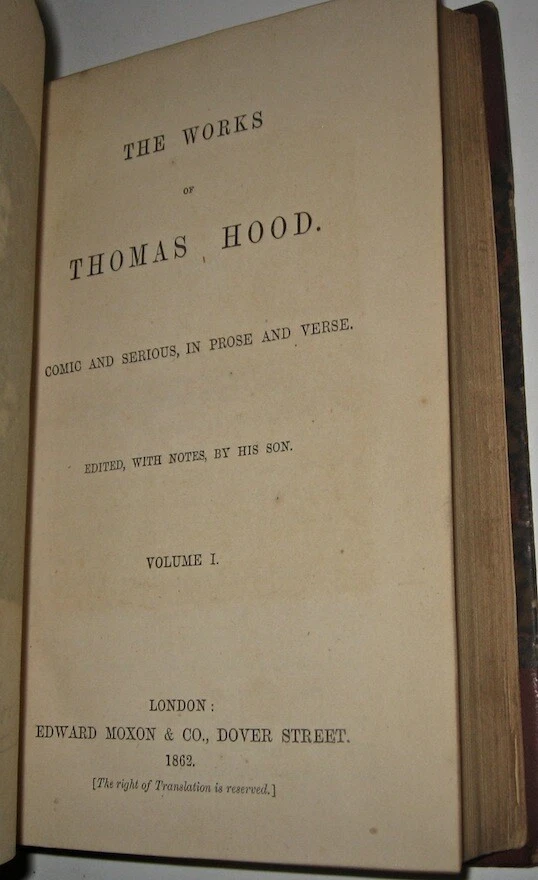 THE WORKS
OF
THOMAS HOOD.
COMIC AND SERIOUS, IN PROSE AND VERSE.
EDITED, WITH NOTES, BY HIS SON.
VOLUME I.
LONDON:
EDWARD MOXON & CO., DOVER STREET.
1862.
[The right of Translation is reserved.]